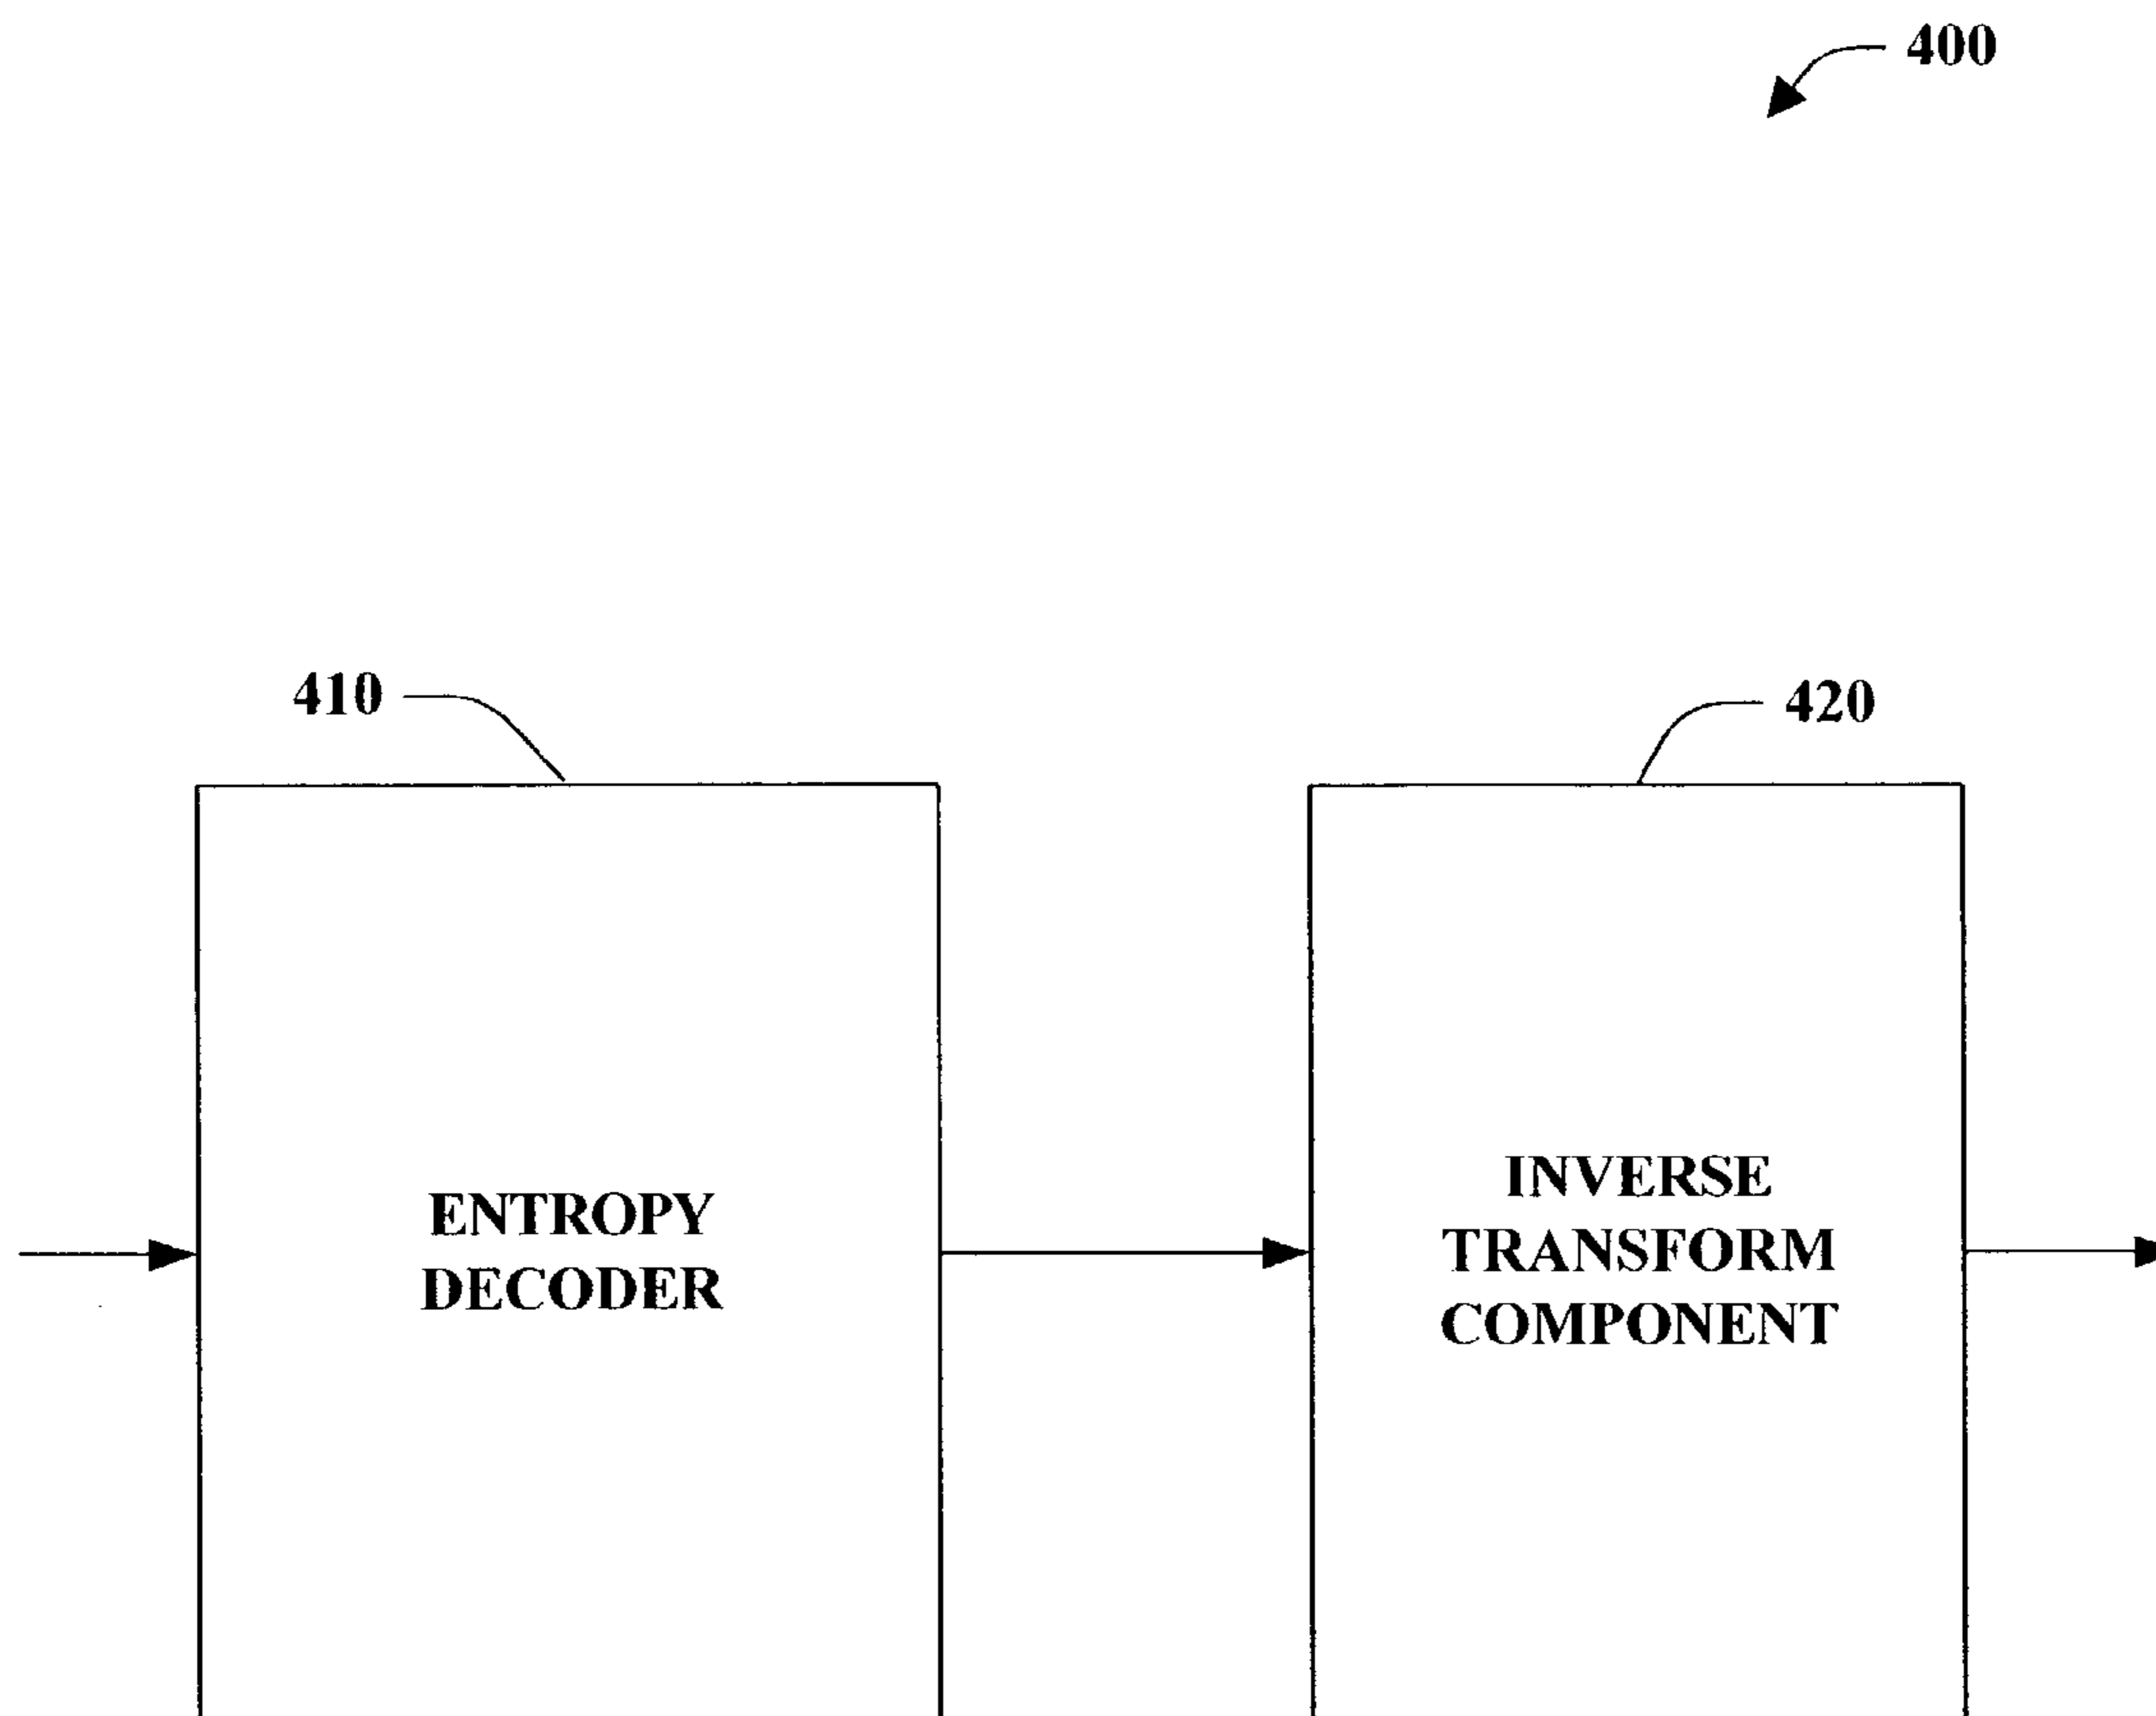 400
410
420
ENTROPY
DECODER
INVERSE
TRANSFORM
COMPONENT